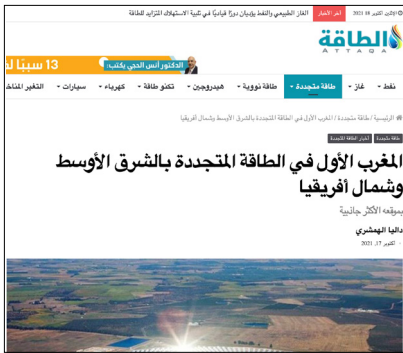 الإثنين, أكتوبر 18 2021
آخر الأخبار
الغاز الطبيعي والنفط يؤديان دورًا قياديًا في تلبية الاستهلاك المتزايد للطاقة
الطاقة
ATTAQA
الدكتور أنس الحجي يكتب:
13 سببًا
نفط
غاز
طاقة متجددة
طاقة نووية
هيدروجين
تكنو طاقة
كهرباء
سيارات
التغير المناخ
الرئيسية / طاقة متجددة / المغرب الأول في الطاقة المتجددة بالشرق الأوسط وشمال أفريقيا
طاقة متجددة
أخبار الطاقة المتجددة
المغرب الأول في الطاقة المتجددة بالشرق الأوسط
وشمال أفريقيا
بموقعه الأكثر جاذبية
داليا الهمشري
أكتوبر 17, 2021